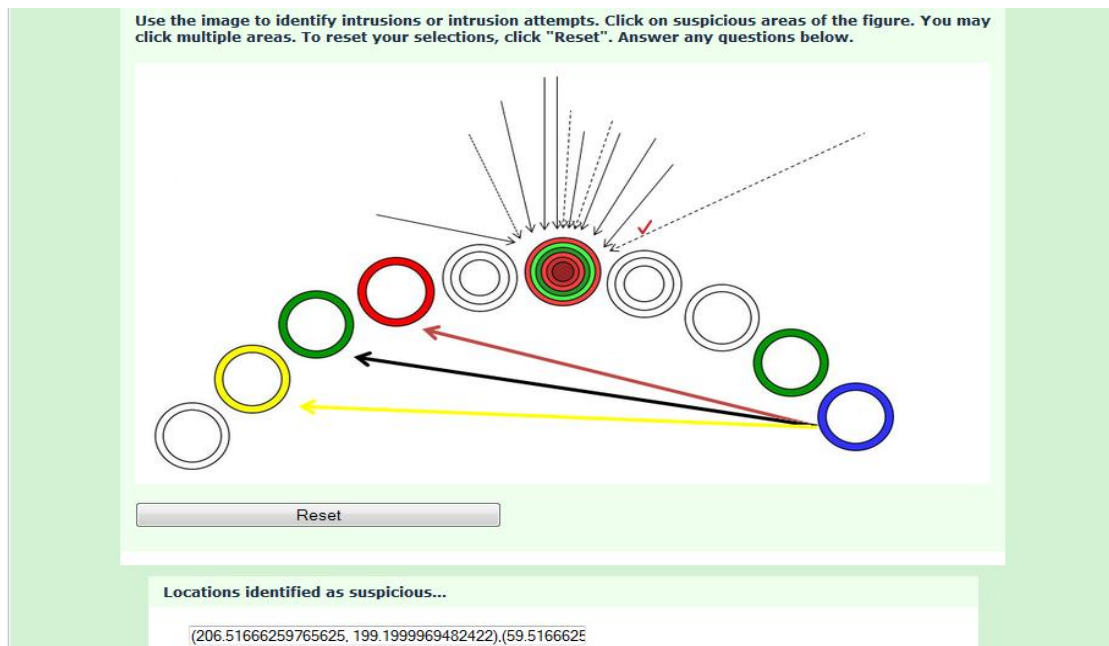 Use the image to identify intrusions or intrusion attempts. Click on suspicious areas of the figure. You may
click multiple areas. To reset your selections, click "Reset". Answer any questions below.
Reset
Locations identified as suspicious...
(206.51666259765625, 199.1999969482422),(59.5166625